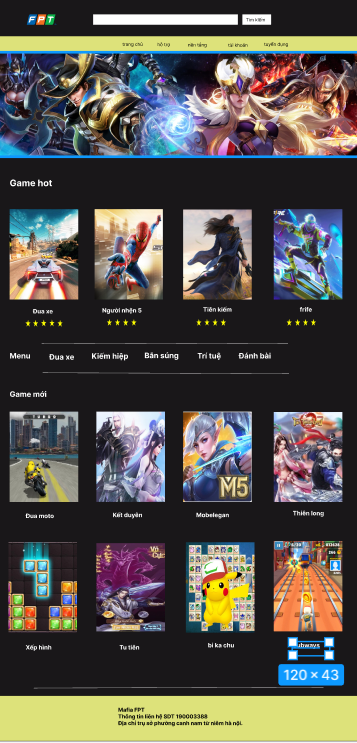 FPT
Tìm kiếm
trang chủ hỗ trợ nền tảng tài khoản tuyển dụng
Game hot
Đua xe Người nhện 5 Tiên kiếm frife
Menu Đua xe Kiếm hiệp Bắn súng Trí tuệ Đánh bài
Game mới
M5
Đua moto Kết duyên Mobelegan Thiên long
Xếp hình Tu tiên bi ka chu ubways
120 × 43
Mafia FPT
Thông tin liên hệ SDT 190003388
Địa chỉ trụ sở phường canh nam từ niêm hà nội.